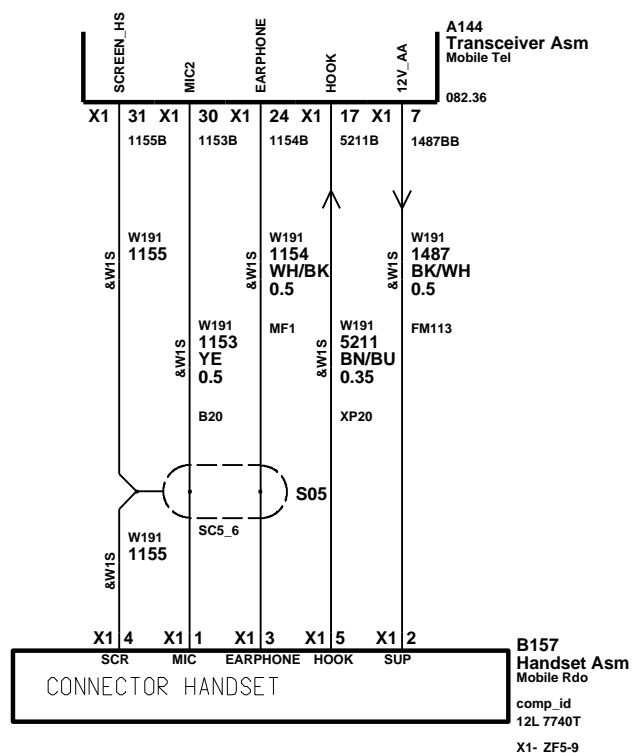 A144
Transceiver Asm
Mobile Tel
082.36
SCREEN_HS
MIC2
EARPHONE
HOOK
12V_AA
X1 31 X1 30 X1 24 X1 17 X1 7
1155B 1153B 1154B 5211B 1487BB
&W1S
W191
1155
&W1S
W191
1154
WH/BK
0.5
MF1
&W1S
W191
1487
BK/WH
0.5
FM113
&W1S
W191
1153
YE
0.5
B20
&W1S
W191
5211
BN/BU
0.35
XP20
S05
SC5_6
&W1S
W191
1155
X1 4 X1 1 X1 3 X1 5 X1 2
SCR MIC EARPHONE HOOK SUP
CONNECTOR HANDSET
B157
Handset Asm
Mobile Rdo
comp_id
12L 7740T
X1- ZF5-9